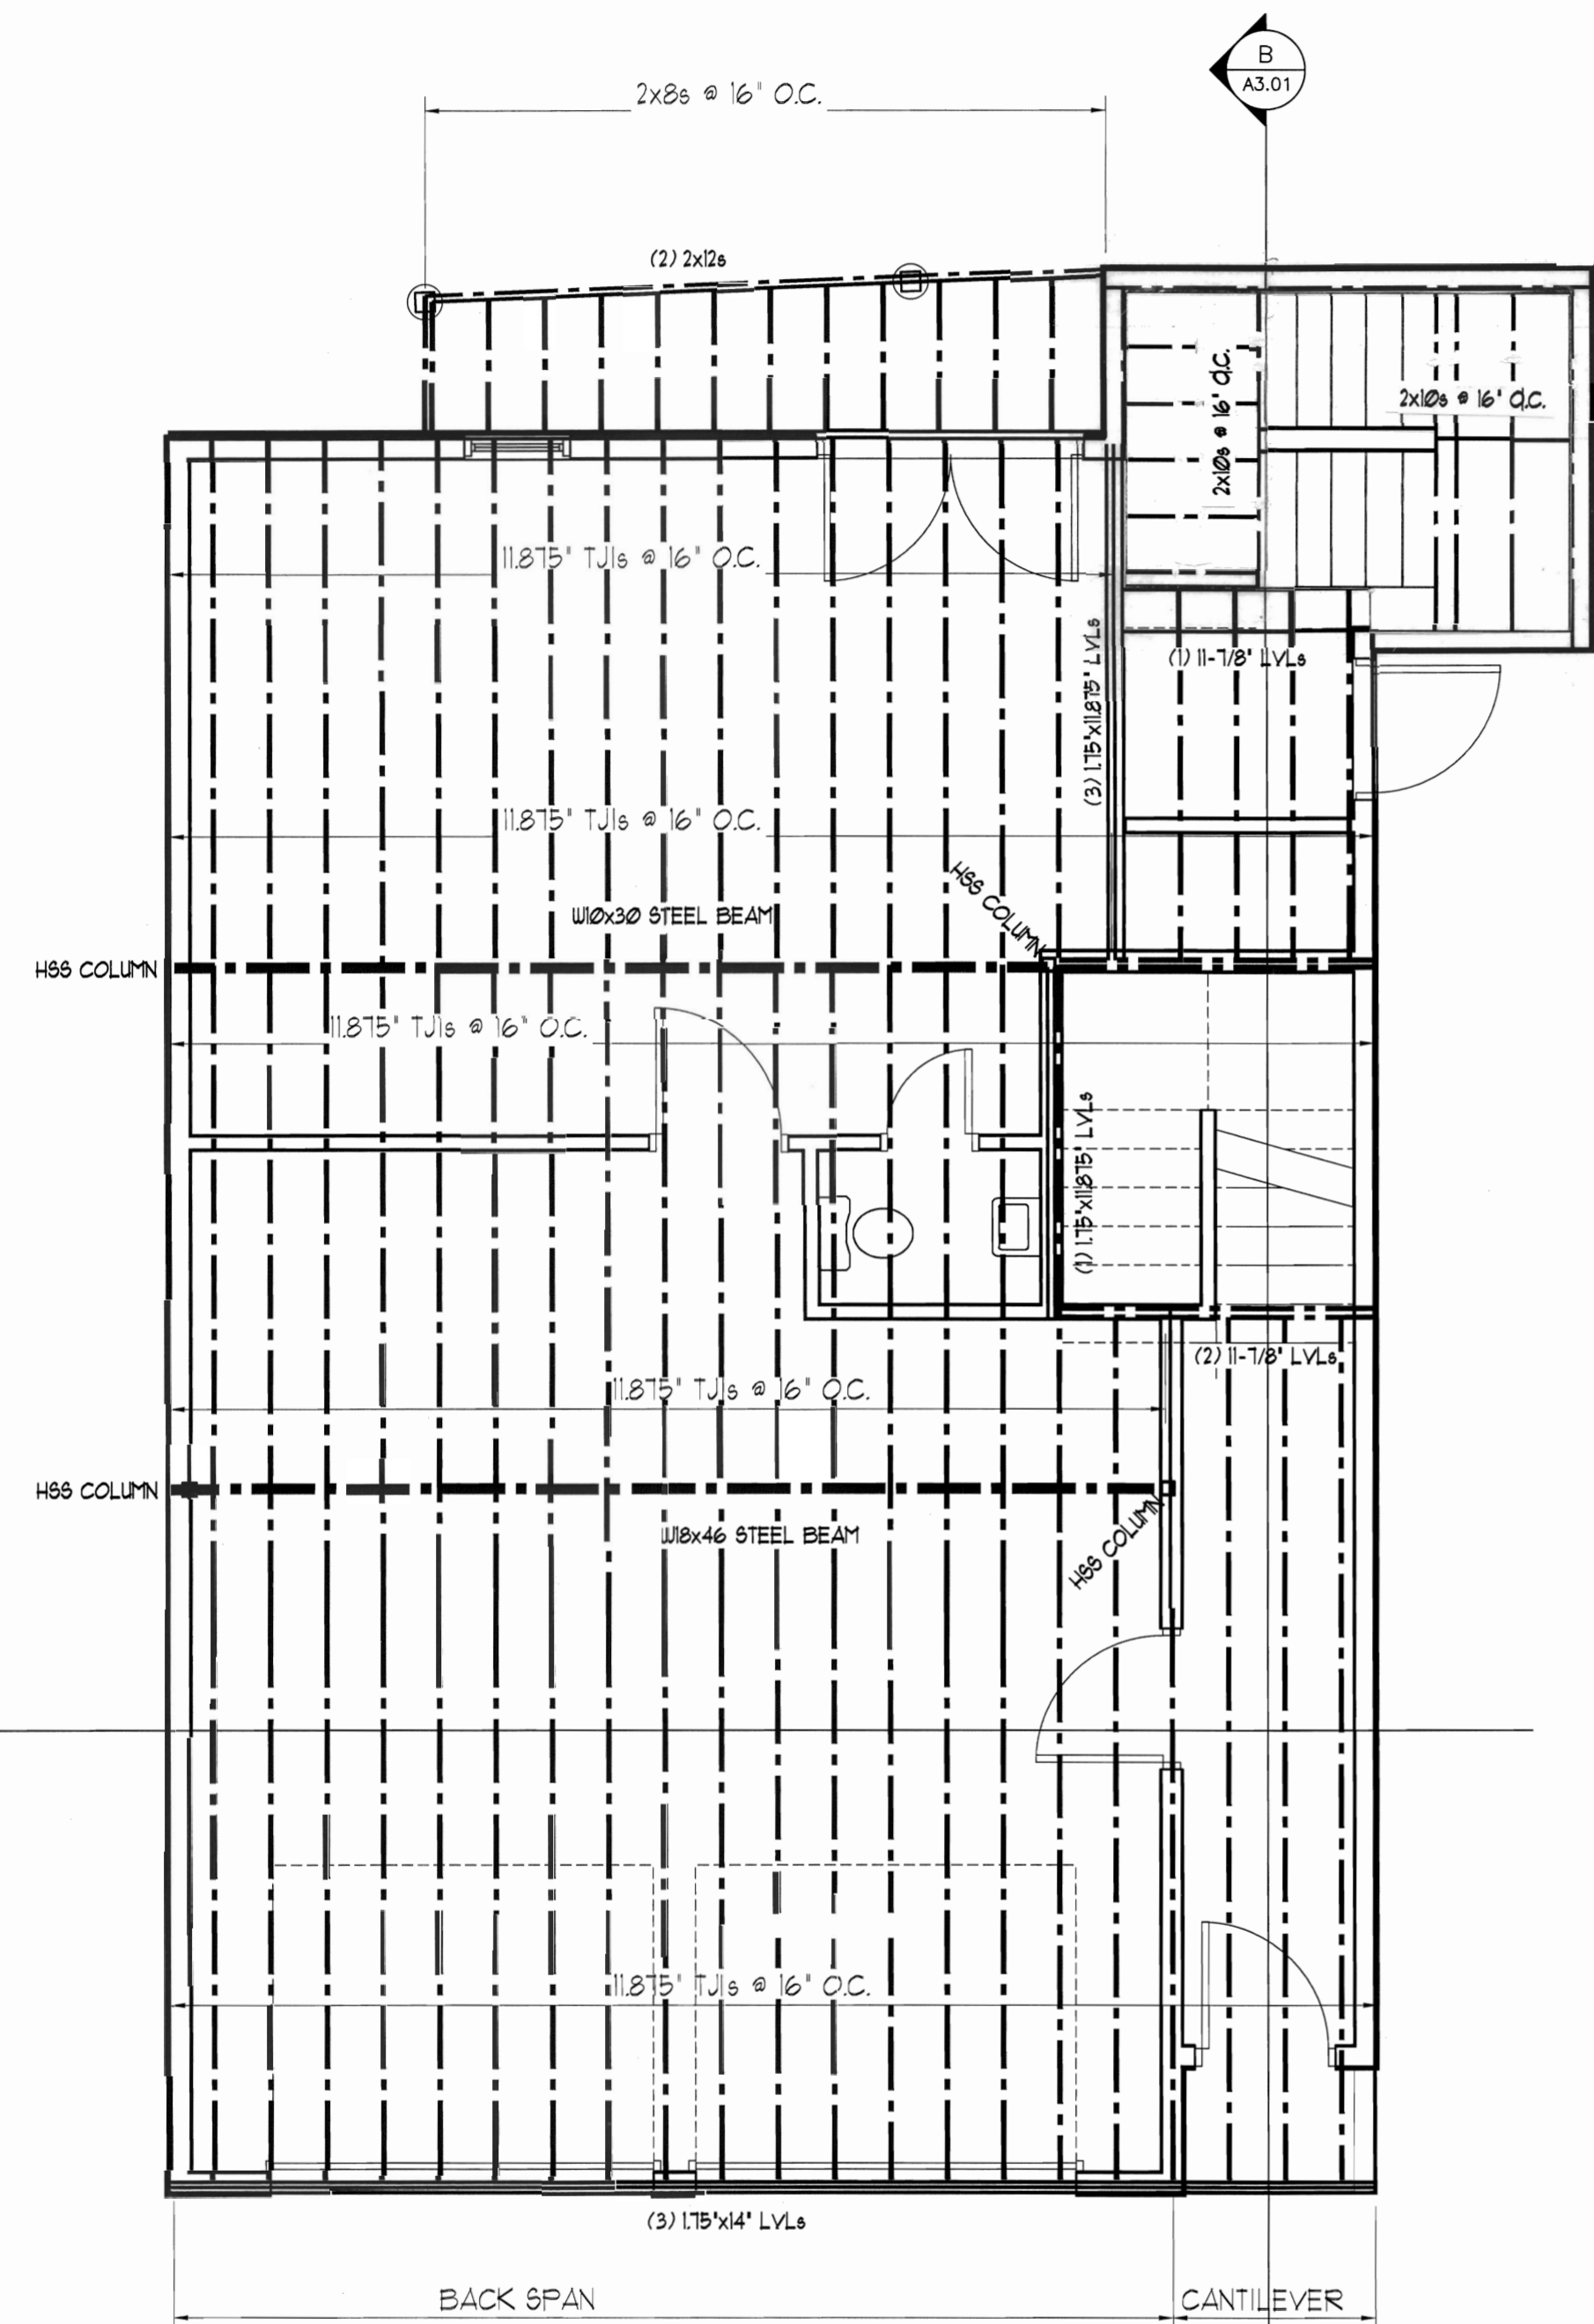 B
A3.01
2x8s @ 16" O.C.
(2) 2x12s
2x10s @ 16' O.C.
2x10s @ 16' O.C.
11.875" TJIs @ 16" O.C.
(3) 1.75'x11.875' LVLs
(1) 11-7/8' LVLs
11.875" TJIs @ 16" O.C.
HSS COLUMN
W10x30 STEEL BEAM
HSS COLUMN
11.875" TJIs @ 16" O.C.
(1) 1.75'x11.875' LVLs
(2) 11-7/8' LVLs
11.875" TJIs @ 16" O.C.
HSS COLUMN
HSS COLUMN
W18x46 STEEL BEAM
11.875" TJIs @ 16" O.C.
(3) 1.75'x14" LVLs
BACK SPAN
CANTILEVER